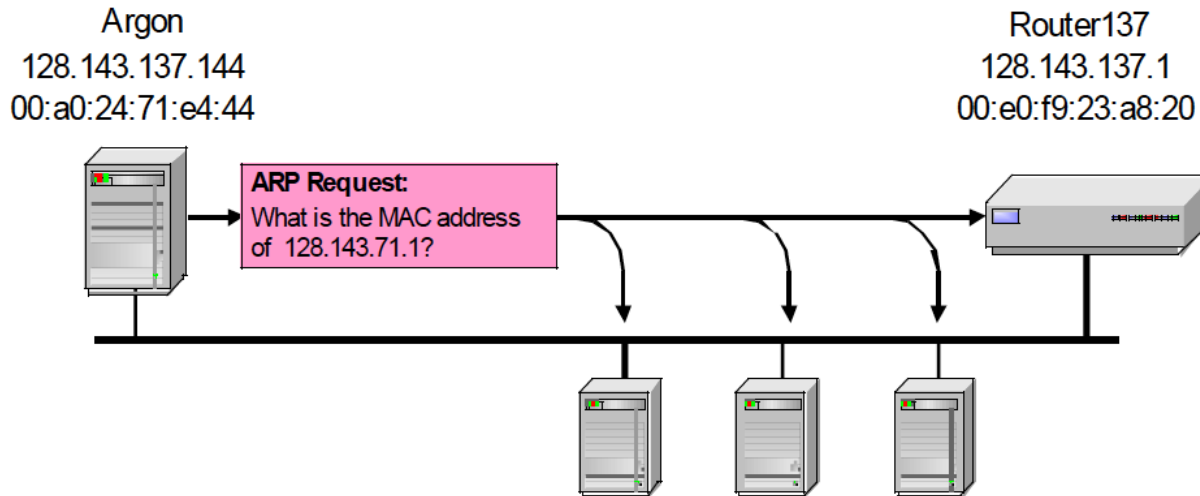 Argon
128.143.137.144
00:a0:24:71:e4:44
Router137
128.143.137.1
00:e0:f9:23:a8:20
ARP Request:
What is the MAC address
of 128.143.71.1?